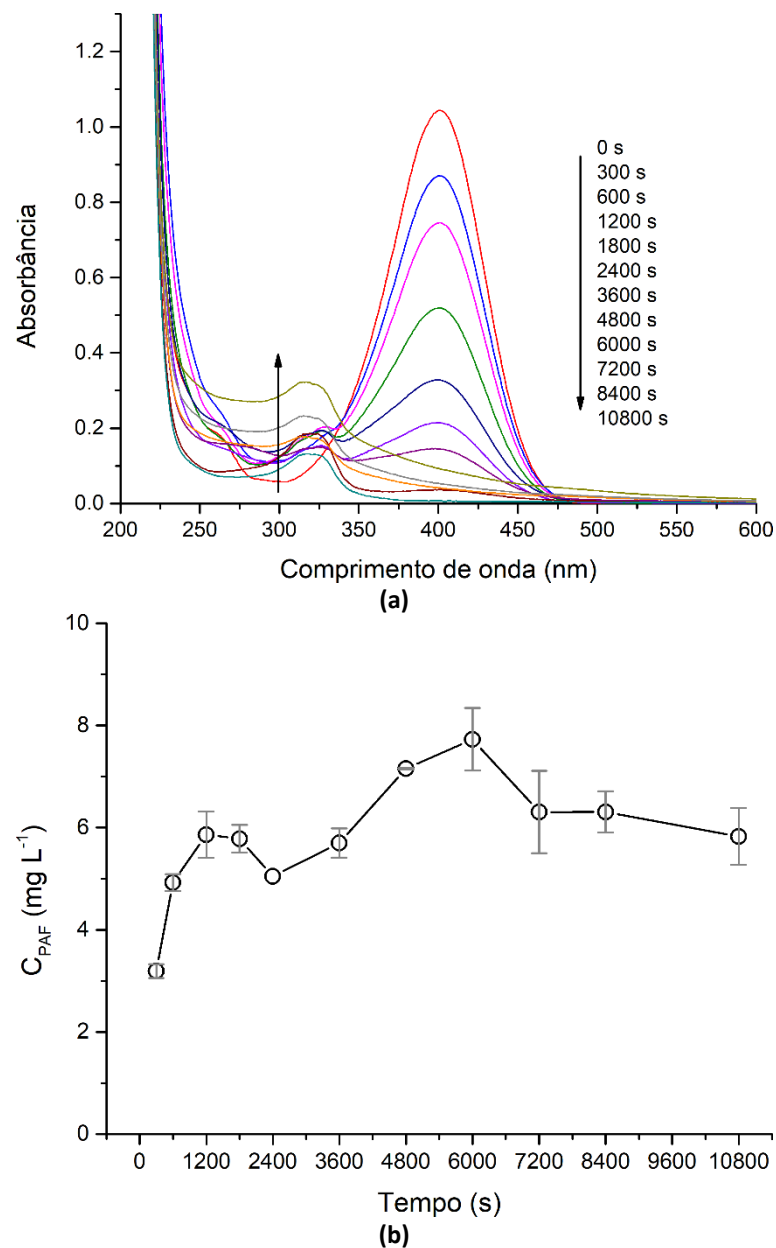 1.2
1.0
0.8
0.6
0.4
0.2
0.0
Absorbância
0 s
300 s
600 s
1200 s
1800 s
2400 s
3600 s
4800 s
6000 s
7200 s
8400 s
10800 s
200 250 300 350 400 450 500 550 600
Comprimento de onda (nm)
(a)
10
8
6
4
2
0
C_PAF (mg L⁻¹)
0 1200 2400 3600 4800 6000 7200 8400 9600 10800
Tempo (s)
(b)